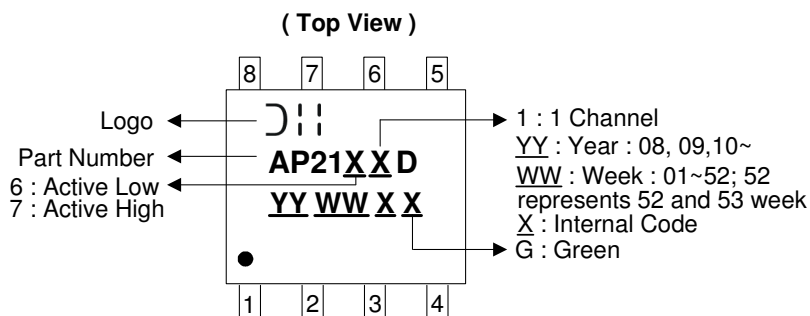 ( Top View )
8 7 6 5
Logo
Part Number
6 : Active Low
7 : Active High
AP21X X D
YY WW X X
1 : 1 Channel
YY : Year : 08, 09,10~
WW : Week : 01~52; 52
represents 52 and 53 week
X : Internal Code
G : Green
1 2 3 4